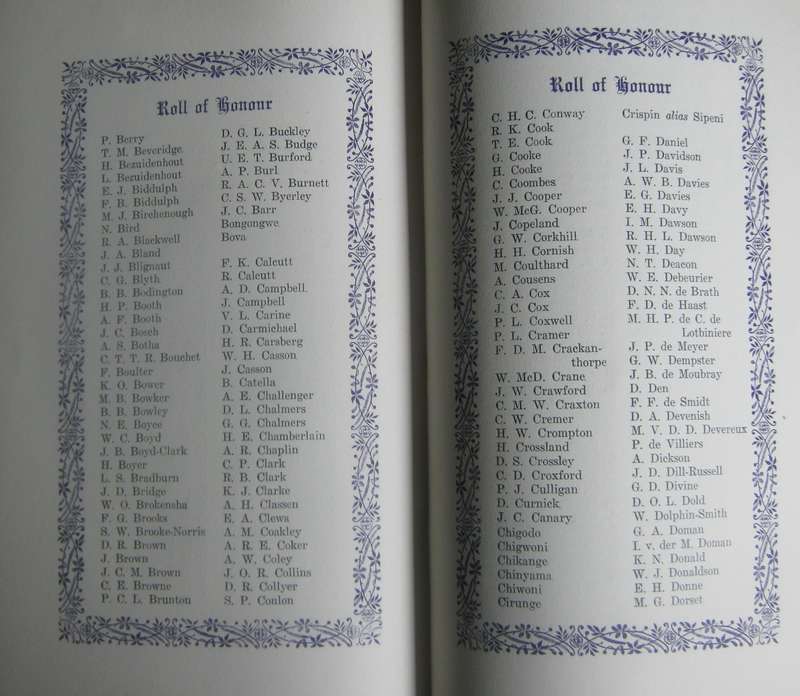 Roll of Honour
P. Berry
T. M. Beveridge
H. Bezuidenhout
L. Bezuidenhout
E. J. Biddulph
F. B. Biddulph
M. J. Birchenough
N. Bird
R. A. Blackwell
J. A. Bland
J. J. Blignaut
C. G. Blyth
B. B. Bodington
H. P. Booth
A. F. Booth
J. C. Bosch
A. S. Botha
C. T. T. R. Bouchet
F. Boulter
K. O. Bower
M. B. Bowker
B. B. Bowley
N. E. Boyce
W. C. Boyd
J. B. Boyd-Clark
H. Boyer
L. S. Bradburn
J. D. Bridge
W. O. Brokensha
F. G. Brooks
S. W. Brooke-Norris
D. R. Brown
J. Brown
J. C. M. Brown
C. E. Browne
P. C. L. Brunton
D. G. L. Buckley
J. E. A. S. Budge
U. E. T. Burford
A. P. Burl
R. A. C. V. Burnett
C. S. W. Byerley
J. C. Barr
Bongongwe
Bova
F. K. Calcutt
R. Calcutt
A. D. Campbell
J. Campbell
V. L. Carine
D. Carmichael
H. R. Carsberg
W. H. Casson
J. Casson
B. Catella
A. E. Challenger
D. L. Chalmers
G. G. Chalmers
H. E. Chamberlain
A. R. Chaplin
C. P. Clark
R. B. Clark
K. J. Clarke
A. H. Classen
E. A. Clews
A. M. Coakley
A. R. E. Coker
A. W. Coley
J. O. R. Collins
D. R. Collyer
S. P. Conlon
Roll of Honour
C. H. C. Conway
R. K. Cook
T. E. Cook
G. Cooke
H. Cooke
C. Coombes
J. J. Cooper
W. McG. Cooper
J. Copeland
G. W. Corkhill
H. H. Cornish
M. Coulthard
A. Cousens
C. A. Cox
J. C. Cox
P. L. Coxwell
P. L. Cramer
F. D. M. Crackan-
thorpe
W. McD. Crane
J. W. Crawford
C. M. W. Craxton
C. W. Cremer
H. W. Crompton
H. Crossland
D. S. Crossley
C. D. Croxford
P. J. Culligan
D. Curnick
J. C. Canary
Chigodo
Chigwoni
Chikange
Chinyama
Chiwoni
Cirunge
Crispin alias Sipeni
G. F. Daniel
J. P. Davidson
J. L. Davis
A. W. B. Davies
E. G. Davies
E. H. Davy
I. M. Dawson
R. H. L. Dawson
W. H. Day
N. T. Deacon
W. E. Debeurier
D. N. N. de Brath
F. D. de Haast
M. H. P. de C. de
Lotbiniere
J. P. de Meyer
G. W. Dempster
J. B. de Moubray
D. Den
F. F. de Smidt
D. A. Devenish
M. V. D. D. Devereux
P. de Villiers
A. Dickson
J. D. Dill-Russell
G. D. Divine
D. O. L. Dold
W. Dolphin-Smith
G. A. Doman
I. v. der M. Doman
K. N. Donald
W. J. Donaldson
E. H. Donne
M. G. Dorset